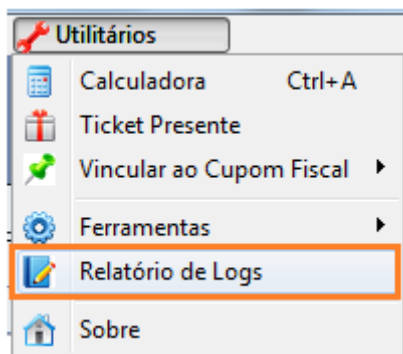 Utilitários
Calculadora Ctrl+A
Ticket Presente
Vincular ao Cupom Fiscal
Ferramentas
Relatório de Logs
Sobre